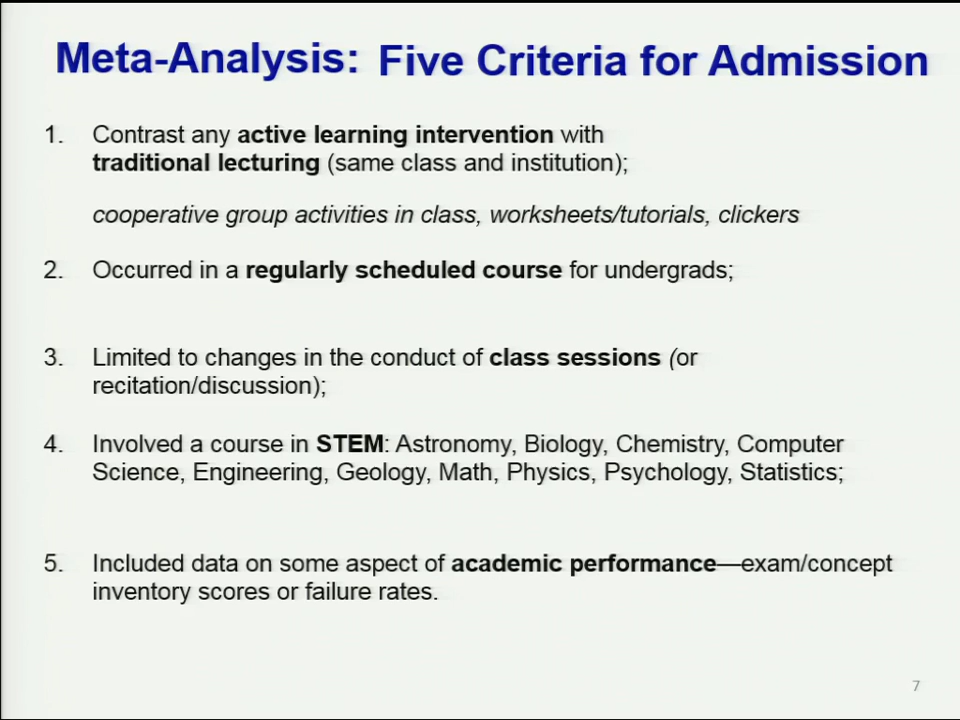 Meta-Analysis: Five Criteria for Admission
1. Contrast any active learning intervention with
traditional lecturing (same class and institution);
cooperative group activities in class, worksheets/tutorials, clickers
2. Occurred in a regularly scheduled course for undergrads;
3. Limited to changes in the conduct of class sessions (or
recitation/discussion);
4. Involved a course in STEM: Astronomy, Biology, Chemistry, Computer
Science, Engineering, Geology, Math, Physics, Psychology, Statistics;
5. Included data on some aspect of academic performance—exam/concept
inventory scores or failure rates.
7